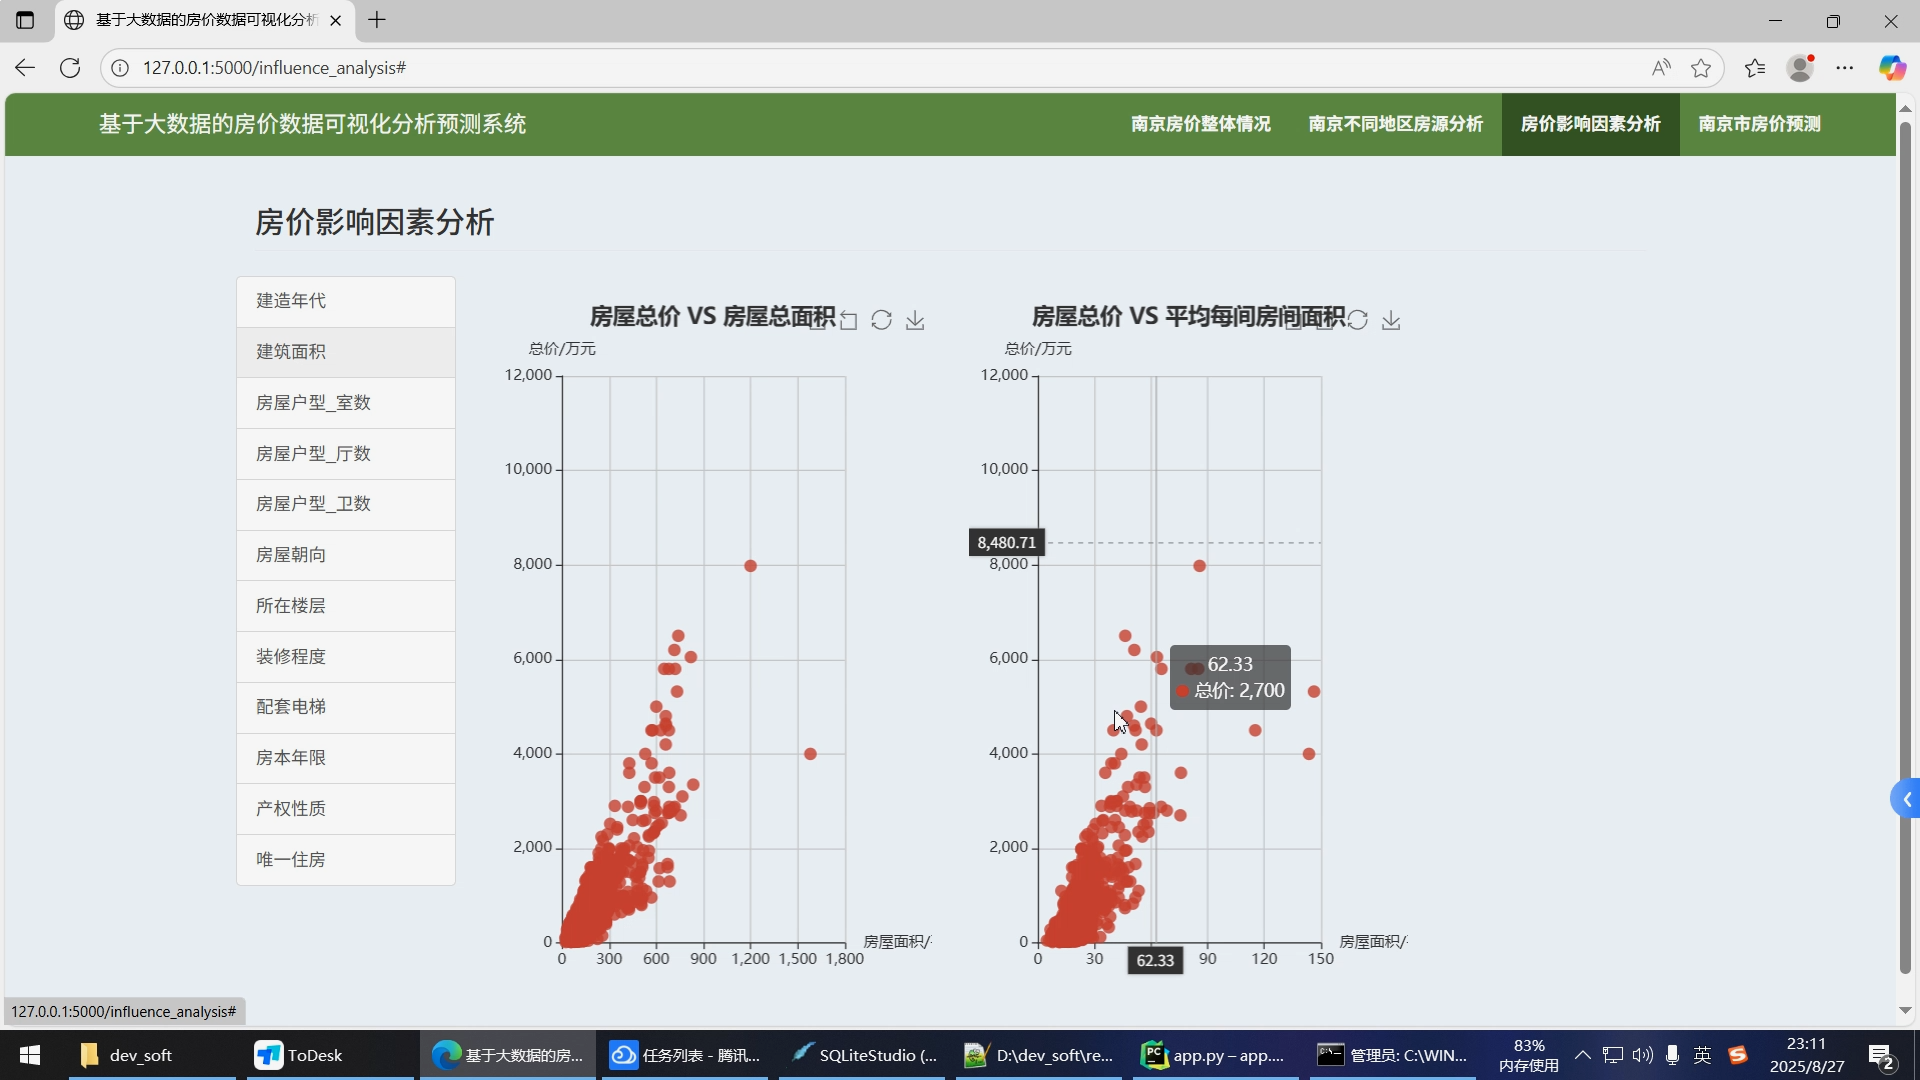 基于大数据的房价数据可视化分析
127.0.0.1:5000/influence_analysis#
基于大数据的房价数据可视化分析预测系统
南京房价整体情况
南京不同地区房源分析
房价影响因素分析
南京市房价预测
房价影响因素分析
建造年代
建筑面积
房屋户型_室数
房屋户型_厅数
房屋户型_卫数
房屋朝向
所在楼层
装修程度
配套电梯
房本年限
产权性质
唯一住房
房屋总价 VS 房屋总面积
总价/万元
12,000
10,000
8,000
6,000
4,000
2,000
0
0 300 600 900 1,200 1,500 1,800
房屋面积/
房屋总价 VS 平均每间房间面积
总价/万元
12,000
10,000
8,480.71
8,000
6,000
4,000
2,000
0
62.33
总价: 2,700
0 30 62.33 90 120 150
房屋面积/
127.0.0.1:5000/influence_analysis#
dev_soft
ToDesk
基于大数据的房...
任务列表 - 腾讯...
SQLiteStudio (...
D:\dev_soft\re...
app.py – app....
管理员: C:\WIN...
83%
内存使用
英
23:11
2025/8/27
2